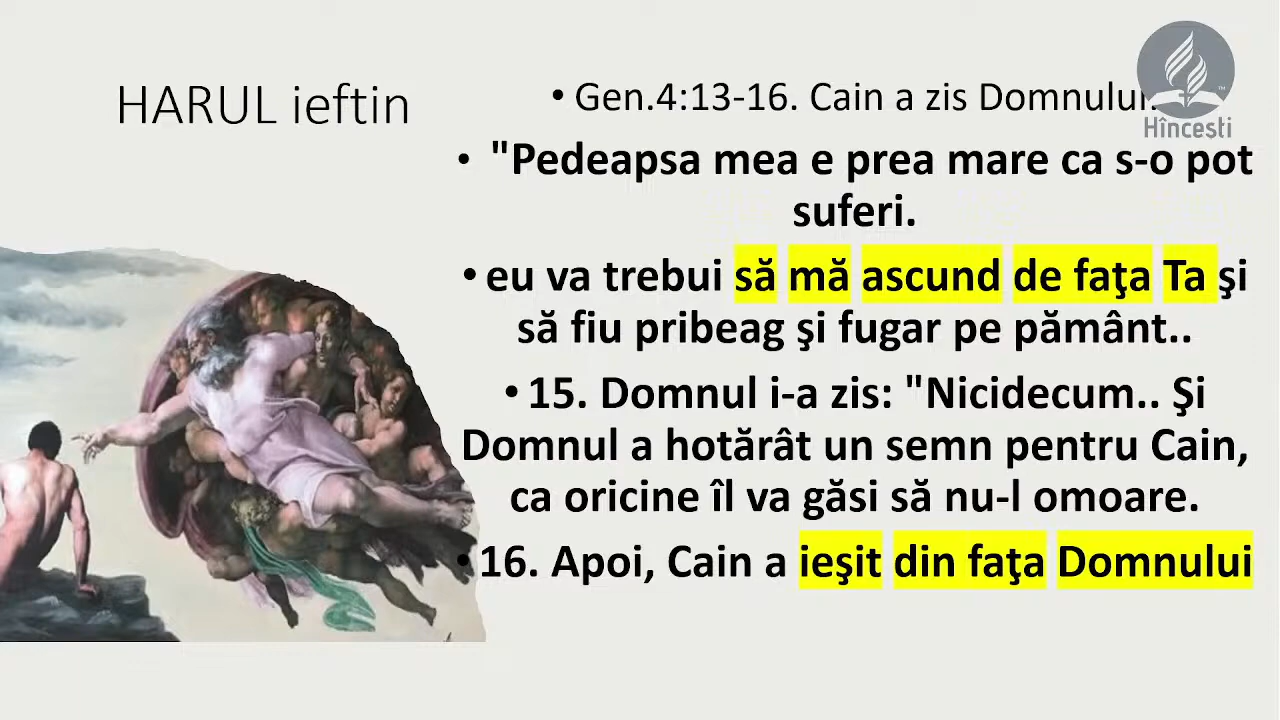 HARUL ieftin
• Gen.4:13-16. Cain a zis Domnului:
• "Pedeapsa mea e prea mare ca s-o pot
suferi.
• eu va trebui să mă ascund de faţa Ta şi
să fiu pribeag şi fugar pe pământ..
• 15. Domnul i-a zis: "Nicidecum.. Şi
Domnul a hotărât un semn pentru Cain,
ca oricine îl va găsi să nu-l omoare.
• 16. Apoi, Cain a ieşit din faţa Domnului
Hîncești